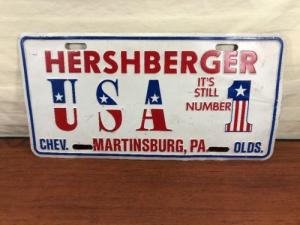 HERSHBERGER
USA IT'S STILL NUMBER 1
CHEV. MARTINSBURG, PA. OLDS.